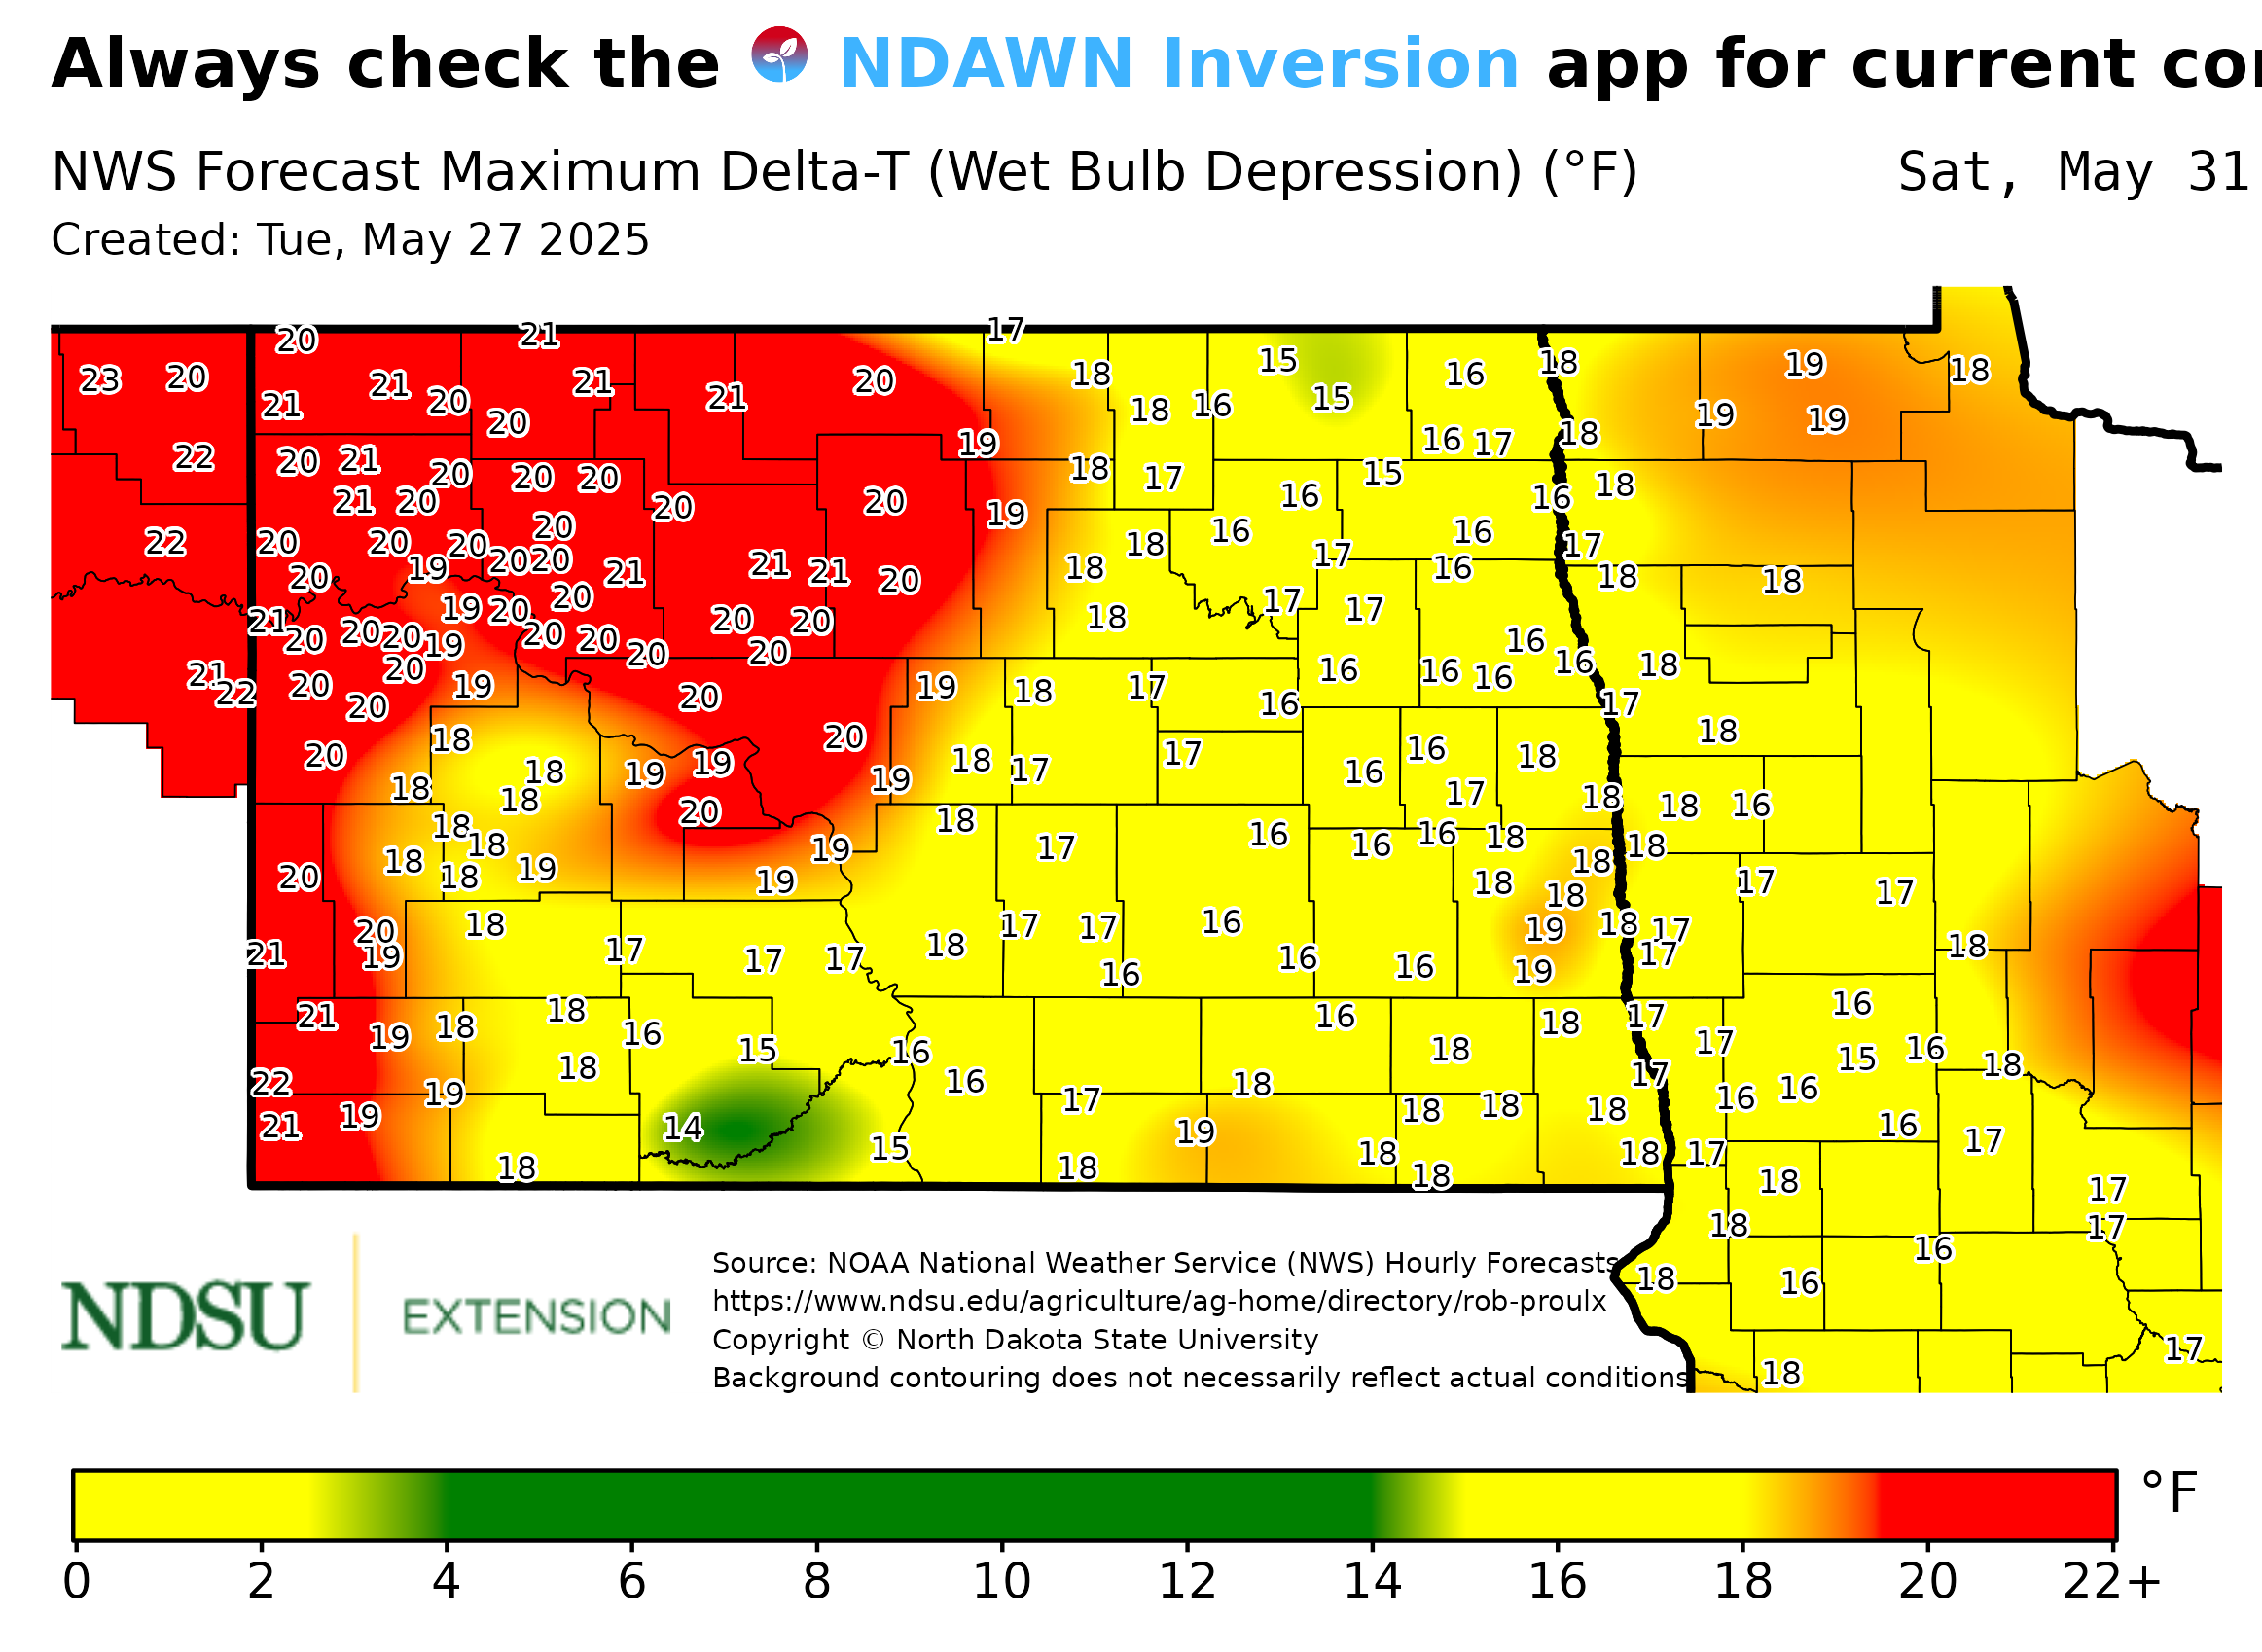 Always check the NDAWN Inversion app for current cor
NWS Forecast Maximum Delta-T (Wet Bulb Depression) (°F) Sat, May 31
Created: Tue, May 27 2025
20 21 17
23 20 21 20 21 21 20 18 15 15 16 18 19 18
21 20 21 18 16 19 19
22 20 21 20 20 20 19 18 17 16 17 18
21 20 20 20 19 16 15 16 18
22 20 20 20 20 20 20 21 21 21 20 18 18 16 17 16 17
20 19 19 20 20 18 17 17 18 18
21 20 20 20 19 20 20 20 20 20 20
21 22 20 20 20 19 20 19 18 17 16 16 16 16 16 16 18 17
20 18 18 18 19 19 20 19 18 17 17 16 16 18 18
18 18 18 18 20 19 18 17 16 16 17 16 18 18 18 16
20 18 18 19 19 18 18 18 17 17
21 20 19 18 17 17 17 18 17 17 16 16 16 19 18 17 17 18
21 19 18 18 16 15 16 16 16 19 18 17 16
22 19 18 16 18 18 17 17 15 16 18
21 19 14 15 17 19 18 18 18 16 16 16
18 18 18 18 18 17 17
18 18 17 17
16
Source: NOAA National Weather Service (NWS) Hourly Forecasts
18 16
https://www.ndsu.edu/agriculture/ag-home/directory/rob-proulx
NDSU EXTENSION
Copyright © North Dakota State University
17
Background contouring does not necessarily reflect actual conditions
18
°F
0 2 4 6 8 10 12 14 16 18 20 22+